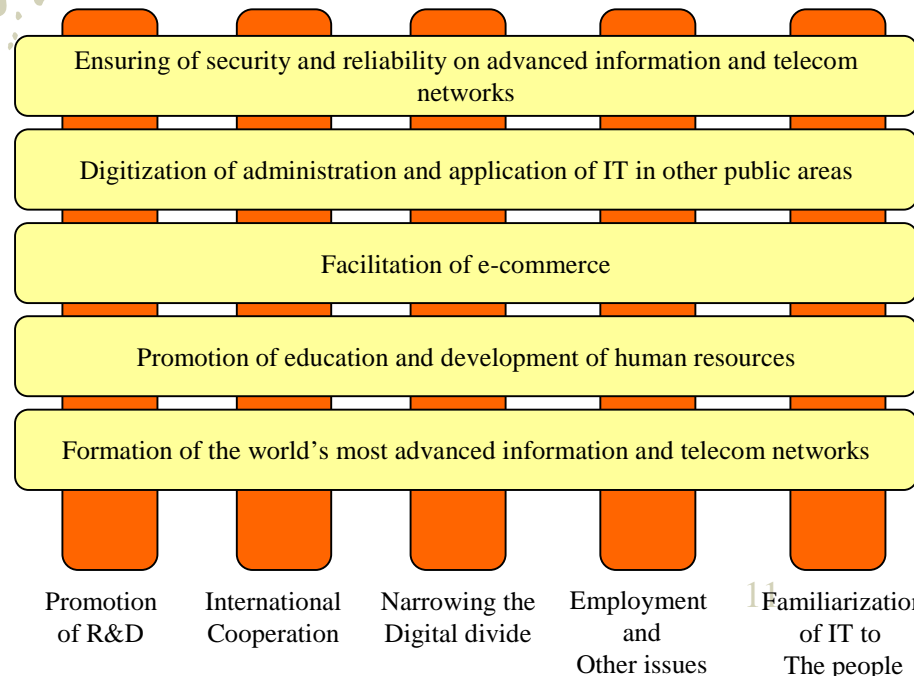 Ensuring of security and reliability on advanced information and telecom
networks
Digitization of administration and application of IT in other public areas
Facilitation of e-commerce
Promotion of education and development of human resources
Formation of the world's most advanced information and telecom networks
Promotion
of R&D
International
Cooperation
Narrowing the
Digital divide
Employment
and
Other issues
11
Familiarization
of IT to
The people